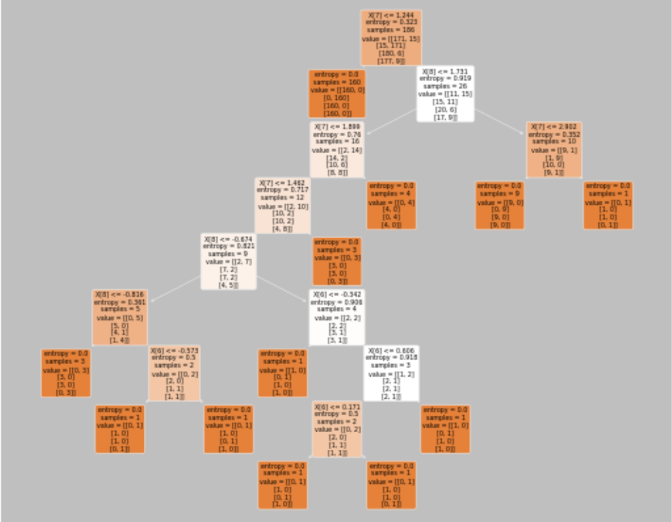 X[7] <= 1.244
entropy = 0.323
samples = 186
value = [[171, 15]
[15, 171]
[180, 6]
[177, 9]]
entropy = 0.0
samples = 160
value = [[160, 0]
[0, 160]
[160, 0]
[160, 0]]
X[8] <= 1.731
entropy = 0.919
samples = 26
value = [[11, 15]
[15, 11]
[20, 6]
[17, 9]]
X[7] <= 1.899
entropy = 0.76
samples = 16
value = [[2, 14]
[14, 2]
[10, 6]
[8, 8]]
X[7] <= 2.902
entropy = 0.352
samples = 10
value = [[9, 1]
[1, 9]
[10, 0]
[9, 1]]
X[7] <= 1.462
entropy = 0.717
samples = 12
value = [[2, 10]
[10, 2]
[10, 2]
[4, 8]]
entropy = 0.0
samples = 4
value = [[0, 4]
[4, 0]
[0, 4]
[4, 0]]
entropy = 0.0
samples = 9
value = [[9, 0]
[0, 9]
[9, 0]
[9, 0]]
entropy = 0.0
samples = 1
value = [[0, 1]
[1, 0]
[1, 0]
[0, 1]]
X[8] <= -0.674
entropy = 0.821
samples = 9
value = [[2, 7]
[7, 2]
[7, 2]
[4, 5]]
entropy = 0.0
samples = 3
value = [[0, 3]
[3, 0]
[3, 0]
[0, 3]]
X[8] <= -0.816
entropy = 0.361
samples = 5
value = [[0, 5]
[5, 0]
[4, 1]
[1, 4]]
X[6] <= -0.342
entropy = 0.906
samples = 4
value = [[2, 2]
[2, 2]
[3, 1]
[3, 1]]
entropy = 0.0
samples = 3
value = [[0, 3]
[3, 0]
[3, 0]
[0, 3]]
X[6] <= -0.573
entropy = 0.5
samples = 2
value = [[0, 2]
[2, 0]
[1, 1]
[1, 1]]
entropy = 0.0
samples = 1
value = [[1, 0]
[0, 1]
[1, 0]
[1, 0]]
X[6] <= 0.606
entropy = 0.918
samples = 3
value = [[1, 2]
[2, 1]
[2, 1]
[2, 1]]
entropy = 0.0
samples = 1
value = [[0, 1]
[1, 0]
[1, 0]
[0, 1]]
entropy = 0.0
samples = 1
value = [[0, 1]
[1, 0]
[0, 1]
[1, 0]]
X[6] <= 0.171
entropy = 0.5
samples = 2
value = [[0, 2]
[2, 0]
[1, 1]
[1, 1]]
entropy = 0.0
samples = 1
value = [[1, 0]
[0, 1]
[1, 0]
[1, 0]]
entropy = 0.0
samples = 1
value = [[0, 1]
[1, 0]
[0, 1]
[1, 0]]
entropy = 0.0
samples = 1
value = [[0, 1]
[1, 0]
[1, 0]
[0, 1]]